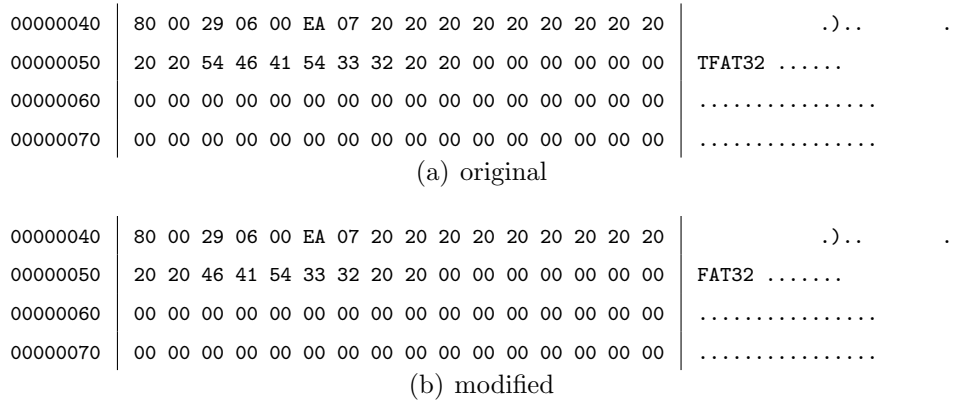 00000040 80 00 29 06 00 EA 07 20 20 20 20 20 20 20 20 20 .).. .
00000050 20 20 54 46 41 54 33 32 20 20 00 00 00 00 00 00 TFAT32 ......
00000060 00 00 00 00 00 00 00 00 00 00 00 00 00 00 00 00 ................
00000070 00 00 00 00 00 00 00 00 00 00 00 00 00 00 00 00 ................
(a) original
00000040 80 00 29 06 00 EA 07 20 20 20 20 20 20 20 20 20 .).. .
00000050 20 20 46 41 54 33 32 20 20 00 00 00 00 00 00 00 FAT32 .......
00000060 00 00 00 00 00 00 00 00 00 00 00 00 00 00 00 00 ................
00000070 00 00 00 00 00 00 00 00 00 00 00 00 00 00 00 00 ................
(b) modified